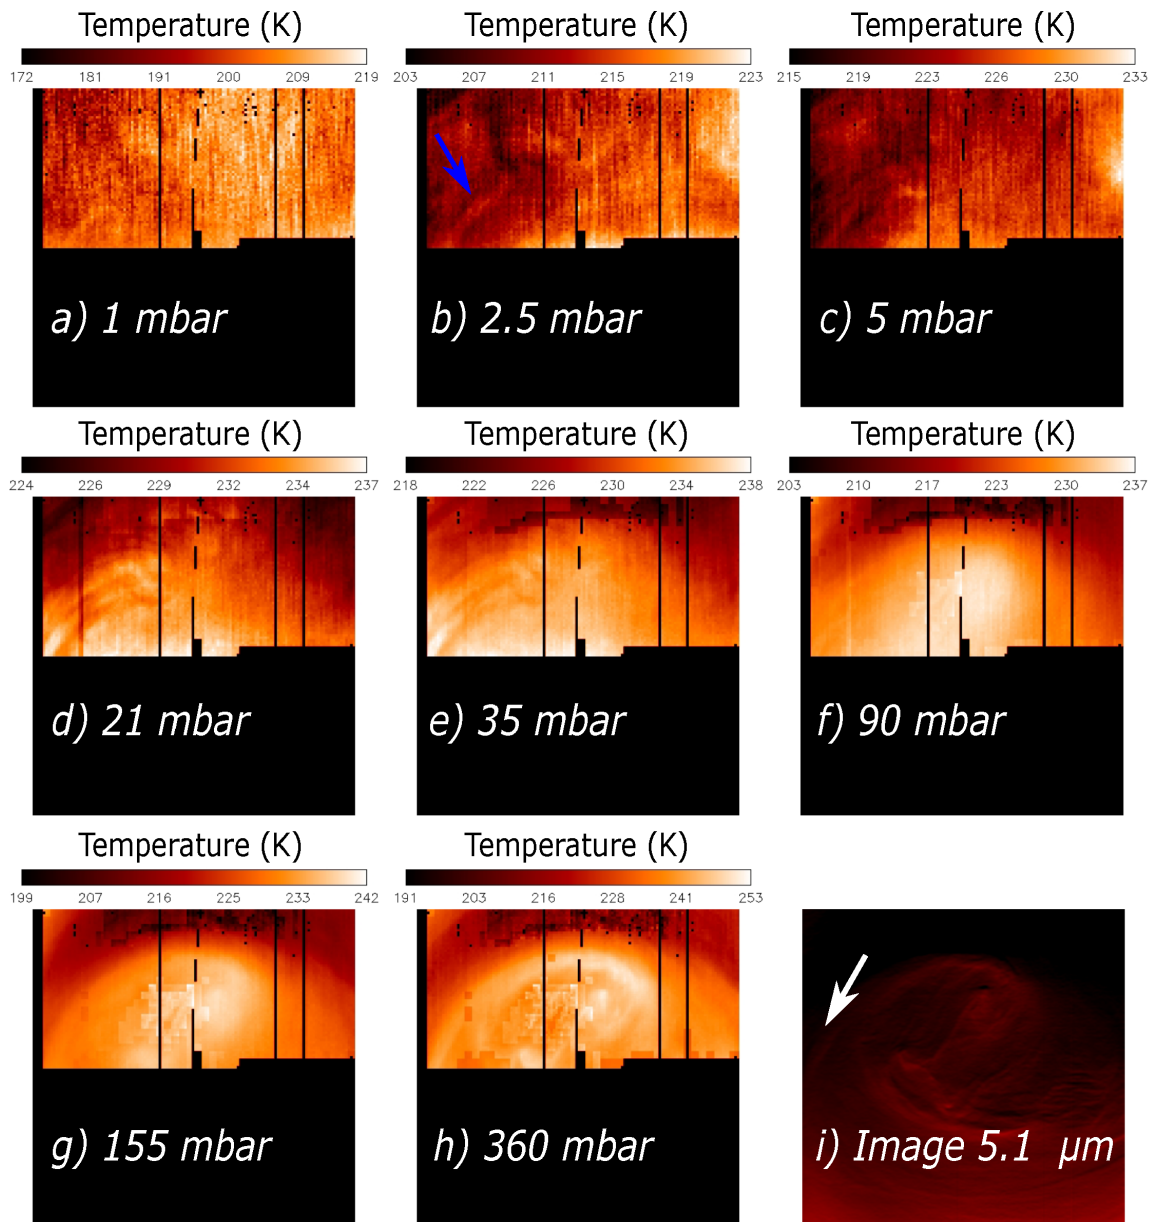 Temperature (K) Temperature (K) Temperature (K)
172 181 191 200 209 219 203 207 211 215 219 223 215 219 223 226 230 233
a) 1 mbar b) 2.5 mbar c) 5 mbar
Temperature (K) Temperature (K) Temperature (K)
224 226 229 232 234 237 218 222 226 230 234 238 203 210 217 223 230 237
d) 21 mbar e) 35 mbar f) 90 mbar
Temperature (K) Temperature (K)
199 207 216 225 233 242 191 203 216 228 241 253
g) 155 mbar h) 360 mbar i) Image 5.1 μm